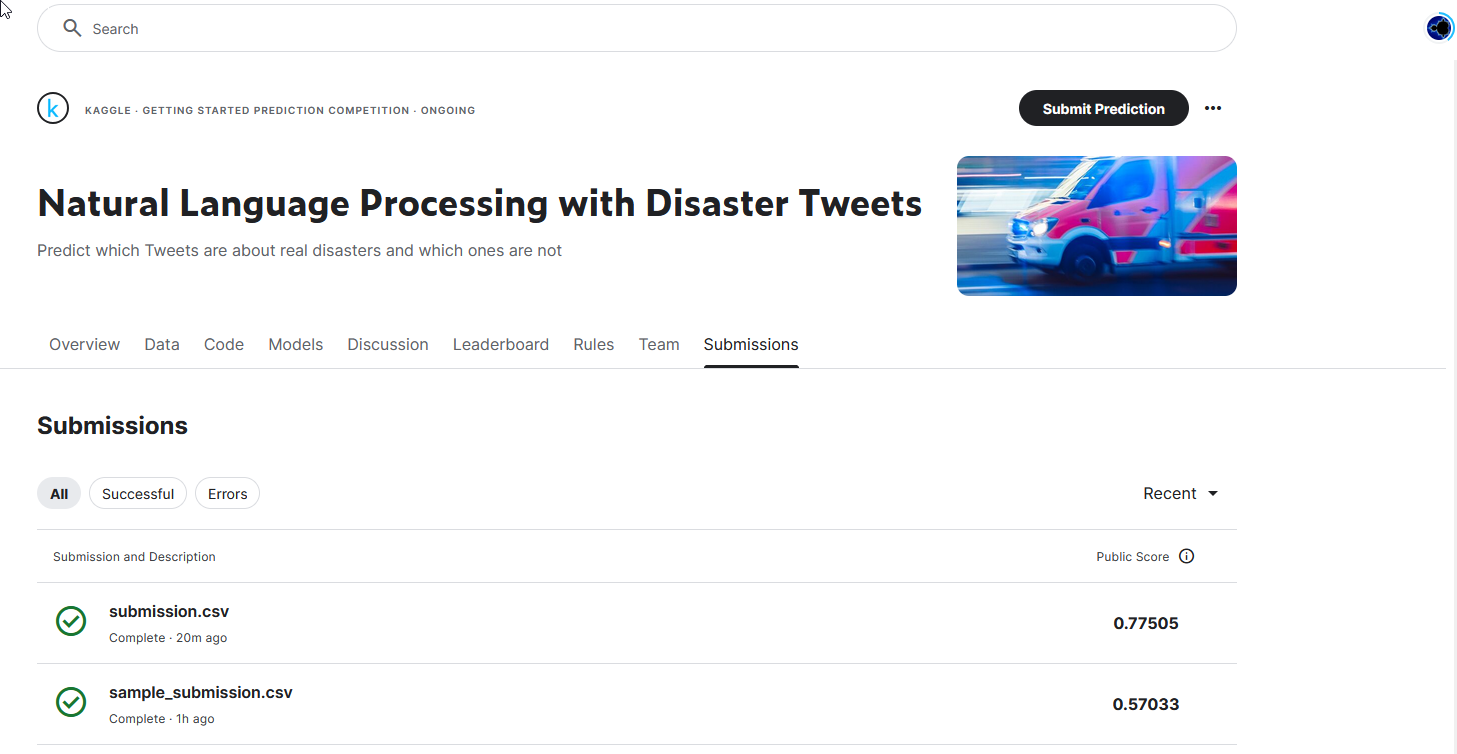 Search
k
KAGGLE · GETTING STARTED PREDICTION COMPETITION · ONGOING
Submit Prediction
Natural Language Processing with Disaster Tweets
Predict which Tweets are about real disasters and which ones are not
Overview Data Code Models Discussion Leaderboard Rules Team Submissions
Submissions
All Successful Errors Recent
Submission and Description Public Score
submission.csv
Complete · 20m ago
0.77505
sample_submission.csv
Complete · 1h ago
0.57033